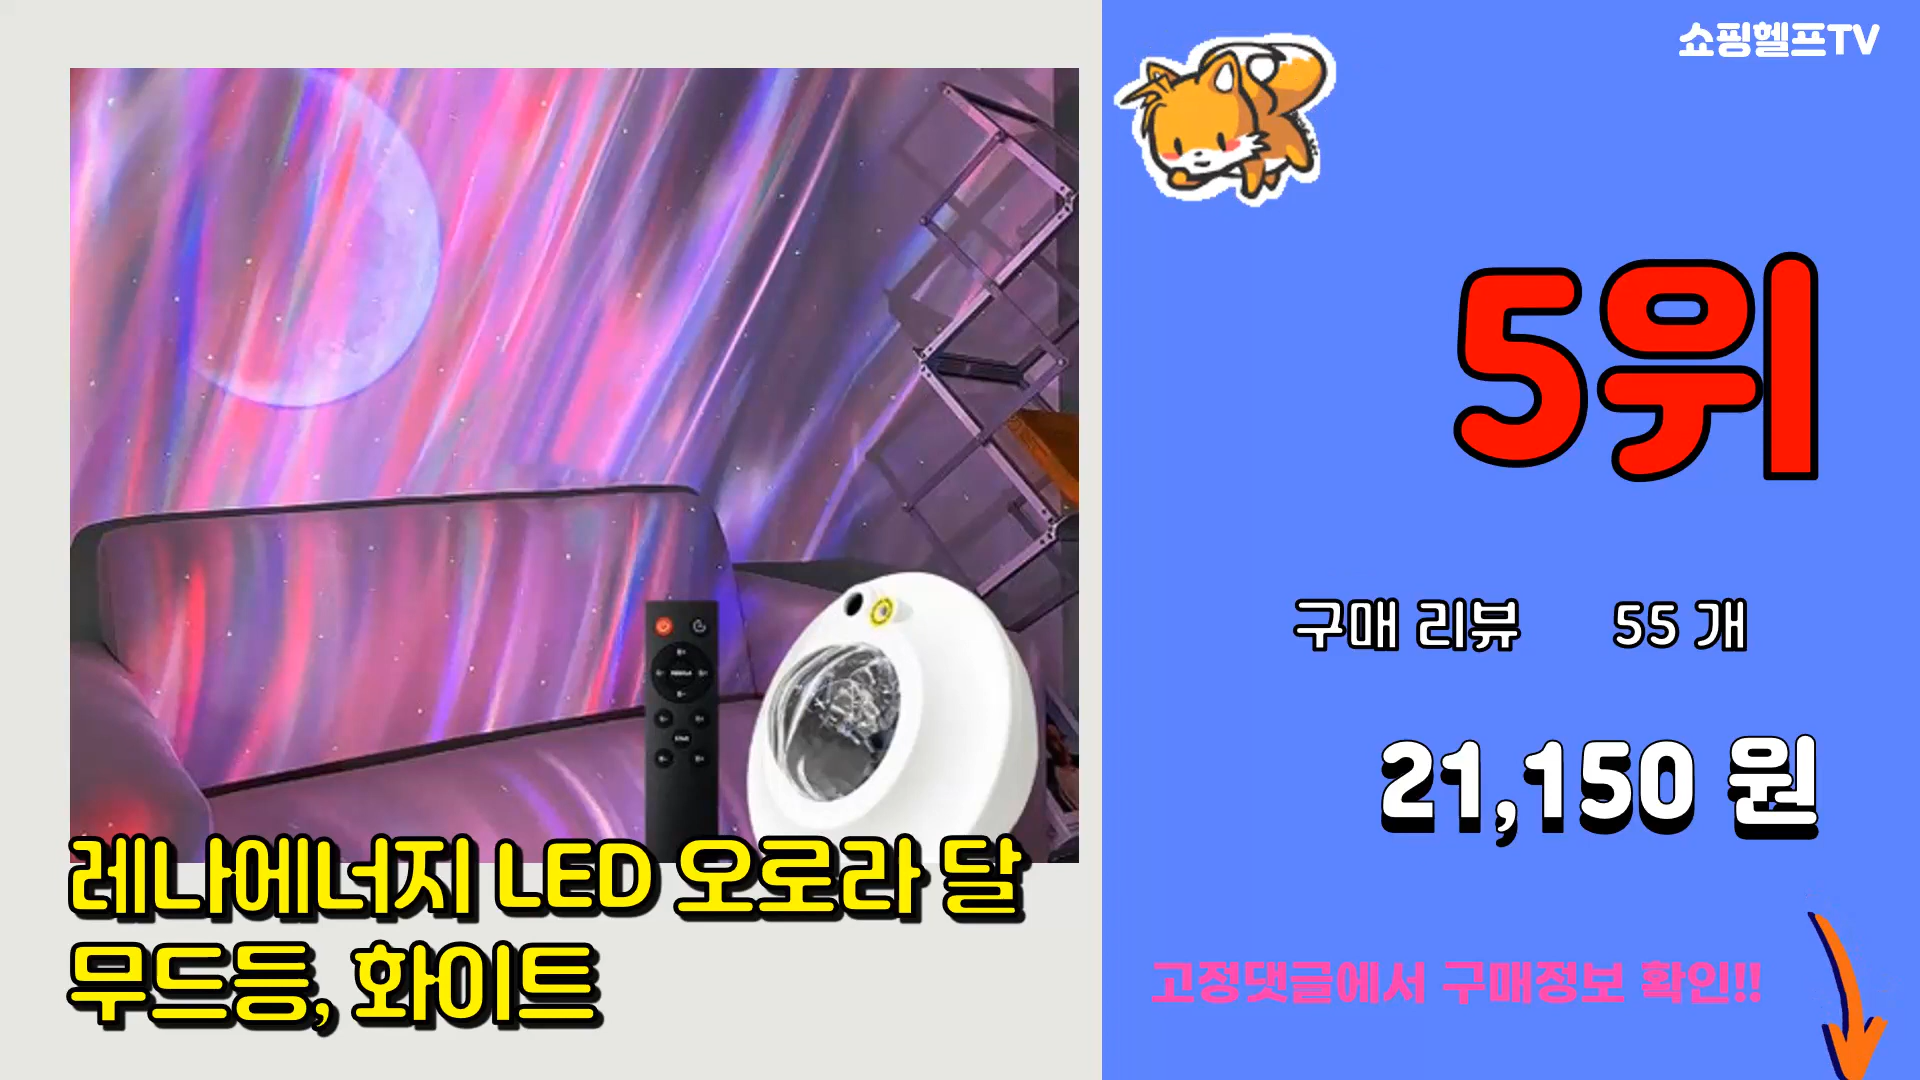 쇼핑헬프TV
5위
구매 리뷰 55 개
21,150 원
레나에너지 LED 오로라 달
무드등, 화이트
고정댓글에서 구매정보 확인!!